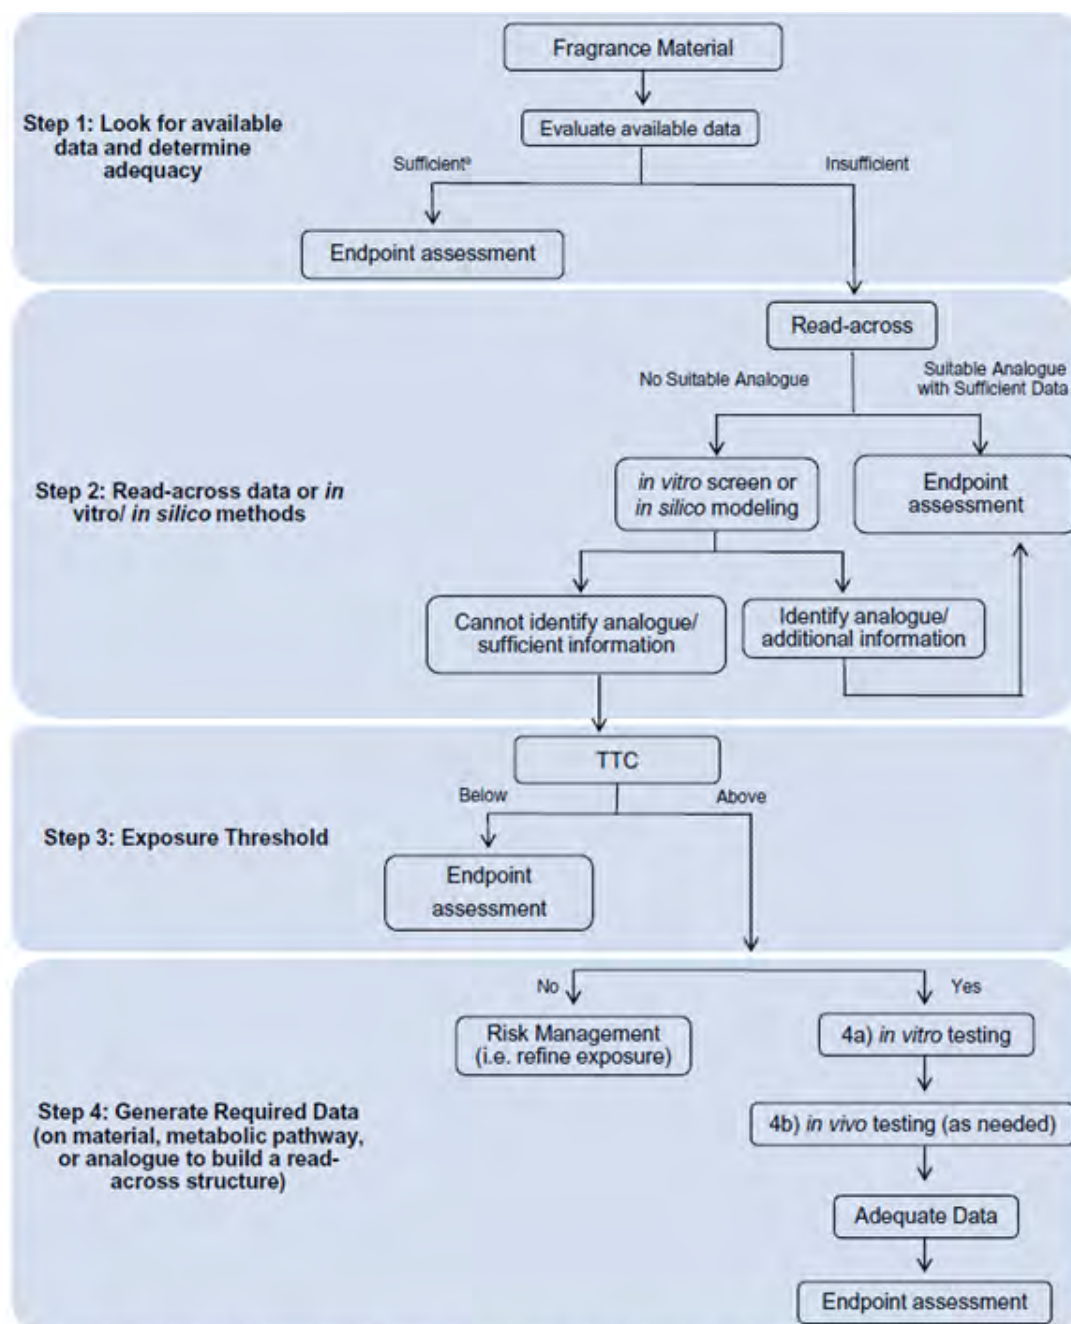 Fragrance Material
Step 1: Look for available
data and determine
adequacy
Evaluate available data
Sufficientᵃ
Insufficient
Endpoint assessment
Read-across
No Suitable Analogue
Suitable Analogue
with Sufficient Data
Step 2: Read-across data or in
vitro/ in silico methods
in vitro screen or
in silico modeling
Endpoint
assessment
Cannot identify analogue/
sufficient information
Identify analogue/
additional information
TTC
Below
Above
Step 3: Exposure Threshold
Endpoint
assessment
No
Yes
Risk Management
(i.e. refine exposure)
4a) in vitro testing
Step 4: Generate Required Data
(on material, metabolic pathway,
or analogue to build a read-
across structure)
4b) in vivo testing (as needed)
Adequate Data
Endpoint assessment